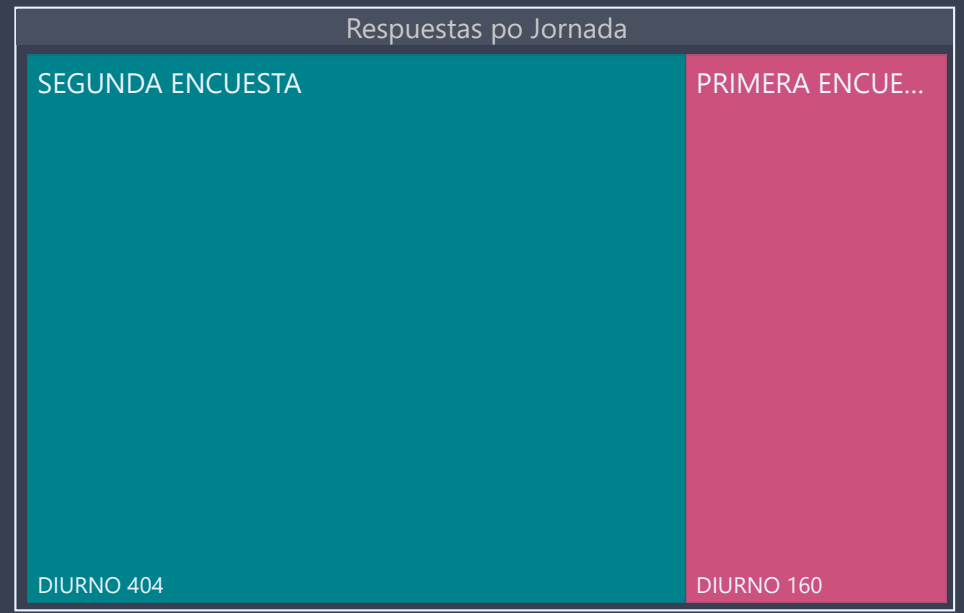 Respuestas po Jornada
SEGUNDA ENCUESTA
PRIMERA ENCUE...
DIURNO 404
DIURNO 160